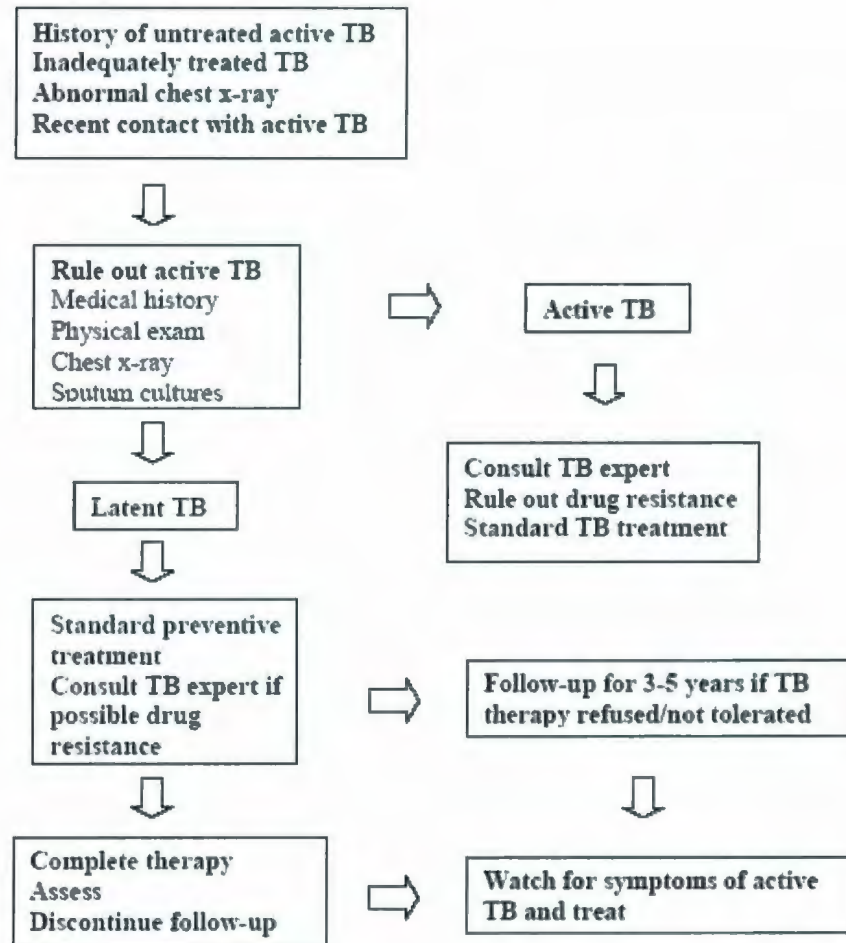 History of untreated active TB
Inadequately treated TB
Abnormal chest x-ray
Recent contact with active TB
Rule out active TB
Medical history
Physical exam
Chest x-ray
Sputum cultures
Active TB
Consult TB expert
Rule out drug resistance
Standard TB treatment
Latent TB
Standard preventive
treatment
Consult TB expert if
possible drug
resistance
Follow-up for 3-5 years if TB
therapy refused/not tolerated
Complete therapy
Assess
Discontinue follow-up
Watch for symptoms of active
TB and treat